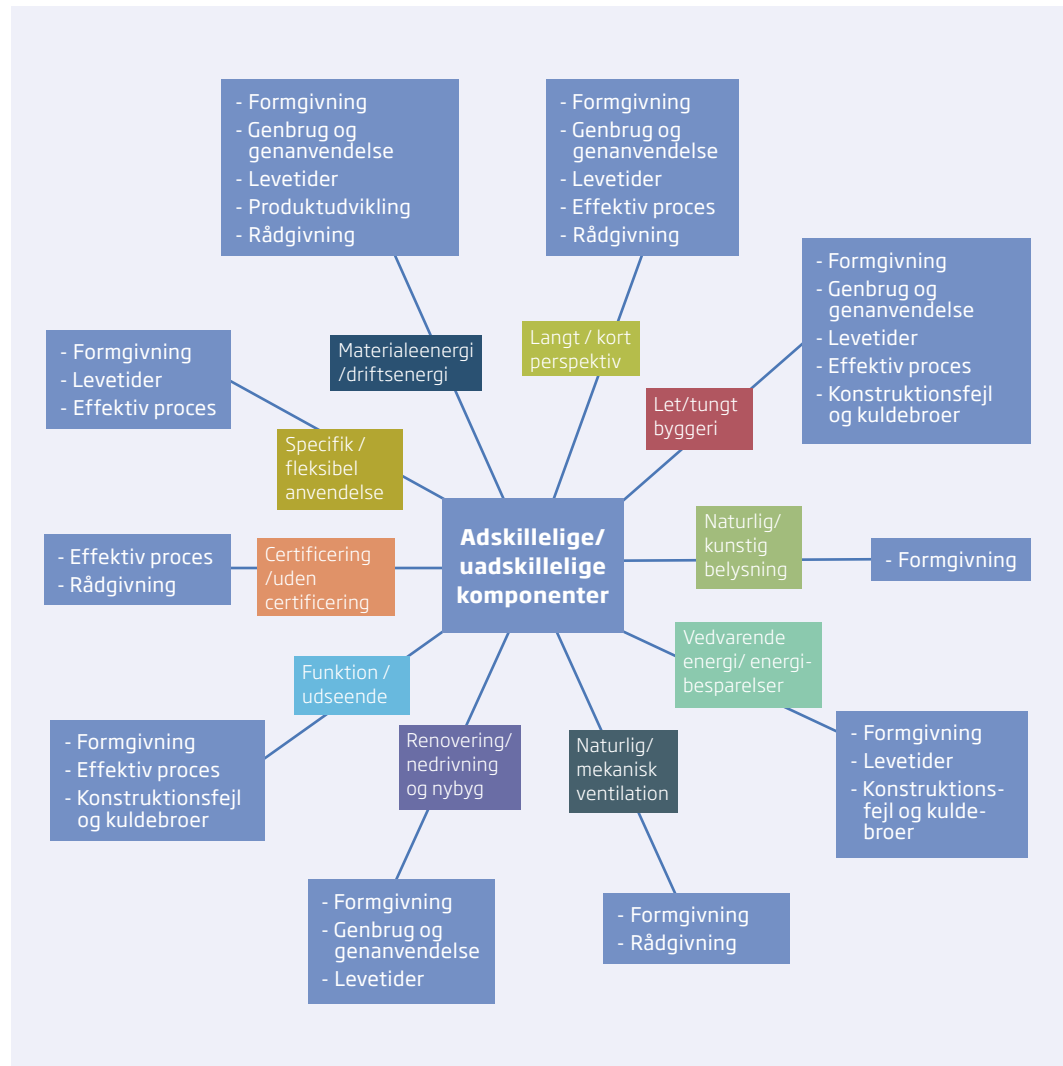 - Formgivning
- Genbrug og
genanvendelse
- Levetider
- Produktudvikling
- Rådgivning
- Formgivning
- Genbrug og
genanvendelse
- Levetider
- Effektiv proces
- Rådgivning
- Formgivning
- Genbrug og
genanvendelse
- Levetider
- Effektiv proces
- Konstruktionsfejl
og kuldebroer
- Formgivning
- Levetider
- Effektiv proces
Materialeenergi
/driftsenergi
Langt / kort
perspektiv
Let/tungt
byggeri
Specifik /
fleksibel
anvendelse
Adskillelige/
uadskillelige
komponenter
Naturlig/
kunstig
belysning
- Formgivning
- Effektiv proces
- Rådgivning
Certificering
/uden
certificering
Vedvarende
energi/ energi-
besparelser
Funktion /
udseende
- Formgivning
- Effektiv proces
- Konstruktionsfejl
og kuldebroer
Renovering/
nedrivning
og nybyg
Naturlig/
mekanisk
ventilation
- Formgivning
- Levetider
- Konstruktions-
fejl og kulde-
broer
- Formgivning
- Genbrug og
genanvendelse
- Levetider
- Formgivning
- Rådgivning